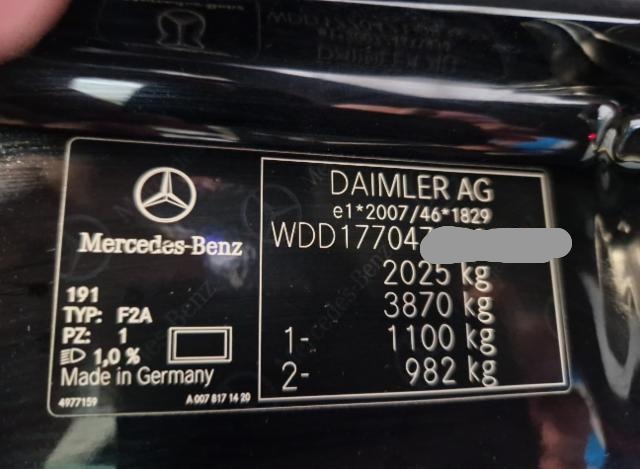 Mercedes-Benz
191
TYP: F2A
PZ: 1
1,0 %
Made in Germany
4977159
A 007 817 14 20
DAIMLER AG
e1*2007/46*1829
WDD17704
2025 kg
3870 kg
1- 1100 kg
2- 982 kg